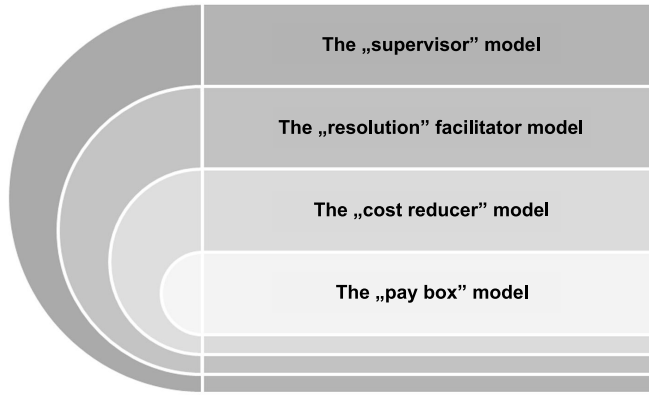 The „supervisor” model
The „resolution” facilitator model
The „cost reducer” model
The „pay box” model